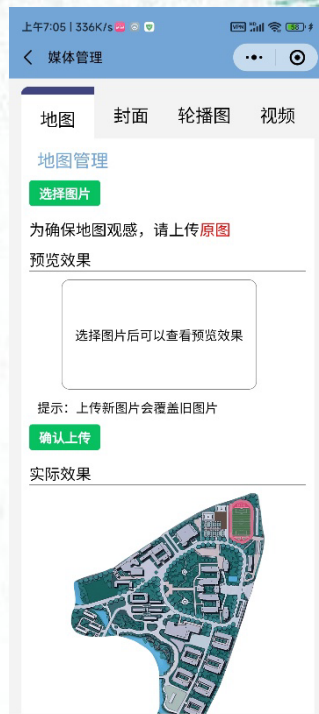 上午7:05 | 336K/s
媒体管理
地图 封面 轮播图 视频
地图管理
选择图片
为确保地图观感，请上传原图
预览效果
选择图片后可以查看预览效果
提示：上传新图片会覆盖旧图片
确认上传
实际效果